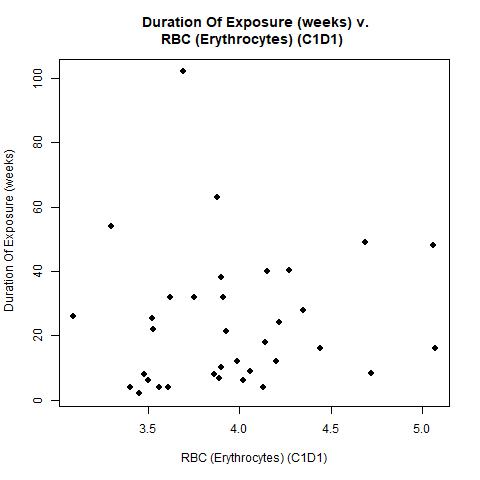 Duration Of Exposure (weeks) v.
RBC (Erythrocytes) (C1D1)
Duration Of Exposure (weeks)
100
80
60
40
20
0
3.5 4.0 4.5 5.0
RBC (Erythrocytes) (C1D1)